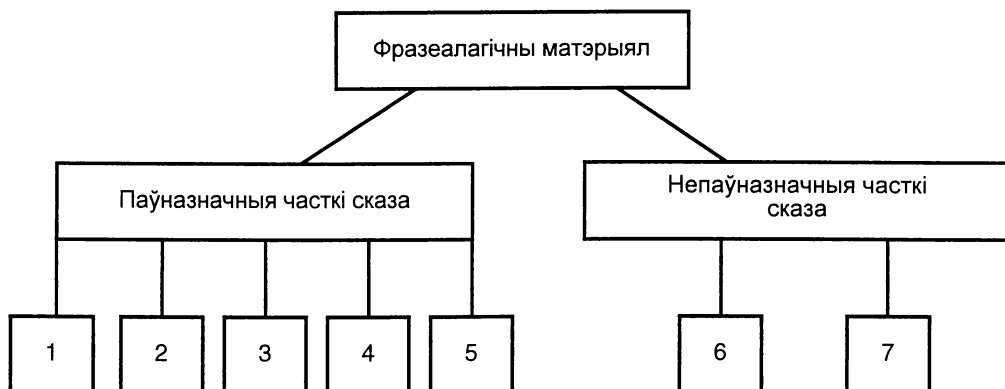 Фразеалагічны матэрыял
Паўназначныя часткі сказа
Непаўназначныя часткі
сказа
1
2
3
4
5
6
7